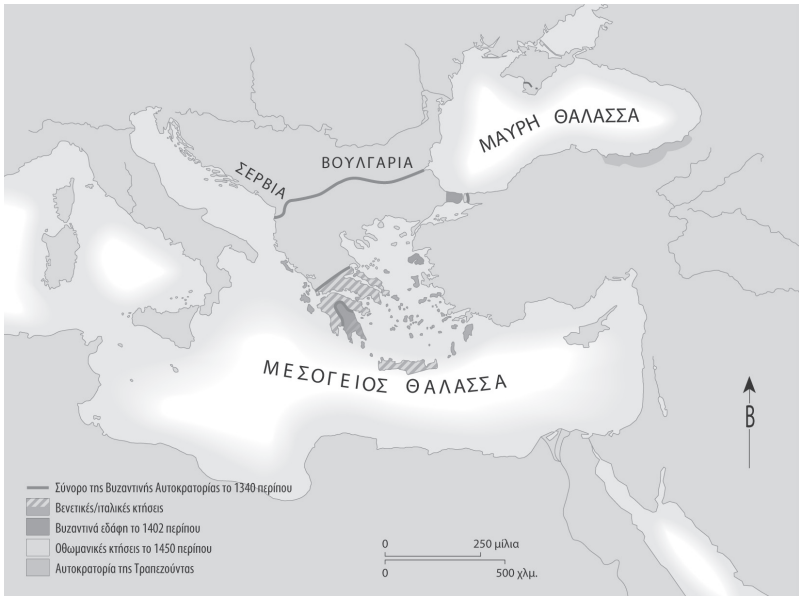 ΜΑΥΡΗ ΘΑΛΑΣΣΑ
ΒΟΥΛΓΑΡΙΑ
ΣΕΡΒΙΑ
ΜΕΣΟΓΕΙΟΣ ΘΑΛΑΣΣΑ
Β
Σύνορο της Βυζαντινής Αυτοκρατορίας το 1340 περίπου
Βενετικές/ιταλικές κτήσεις
Βυζαντινά εδάφη το 1402 περίπου
Οθωμανικές κτήσεις το 1450 περίπου
Αυτοκρατορία της Τραπεζούντας
0 250 μίλια
0 500 χλμ.